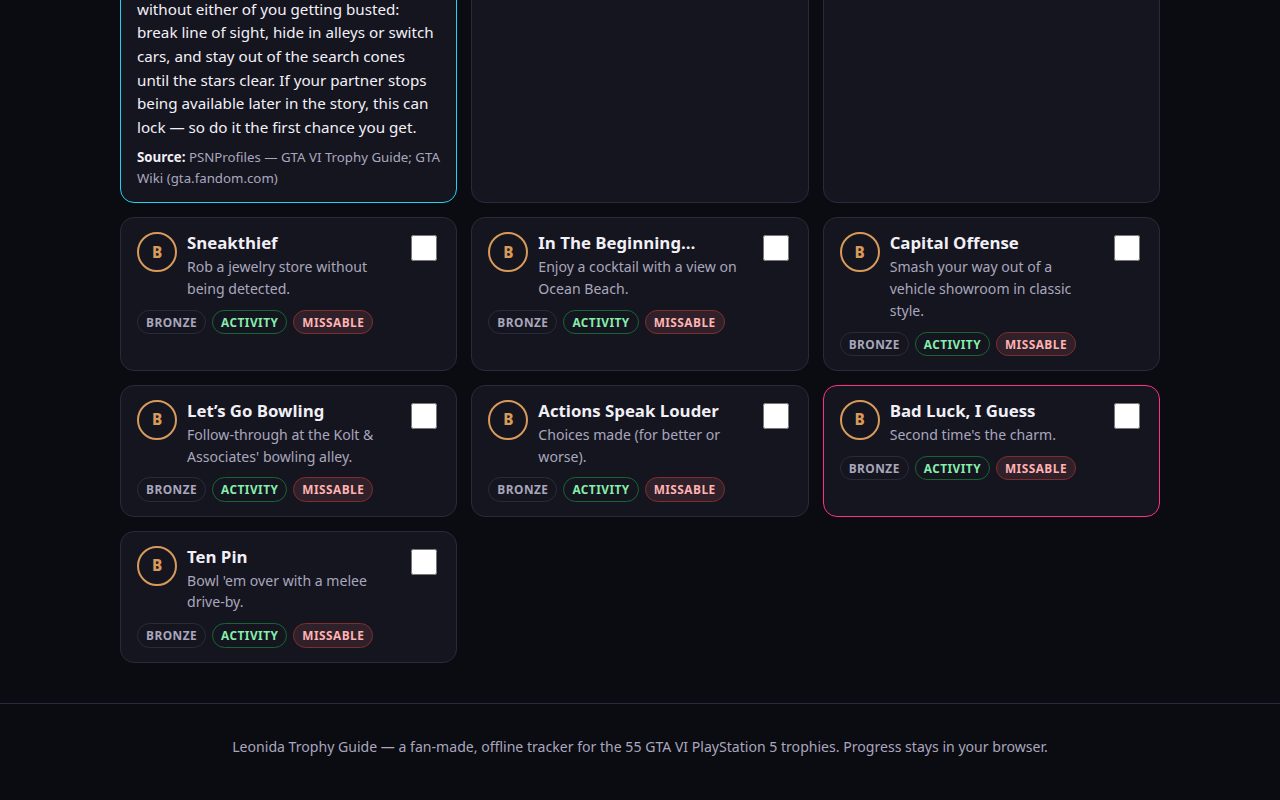 without either of you getting busted:
break line of sight, hide in alleys or switch
cars, and stay out of the search cones
until the stars clear. If your partner stops
being available later in the story, this can
lock — so do it the first chance you get.
Source: PSNProfiles — GTA VI Trophy Guide; GTA
Wiki (gta.fandom.com)
B
Sneakthief
Rob a jewelry store without
being detected.
BRONZE ACTIVITY MISSABLE
B
In The Beginning...
Enjoy a cocktail with a view on
Ocean Beach.
BRONZE ACTIVITY MISSABLE
B
Capital Offense
Smash your way out of a
vehicle showroom in classic
style.
BRONZE ACTIVITY MISSABLE
B
Let’s Go Bowling
Follow-through at the Kolt &
Associates' bowling alley.
BRONZE ACTIVITY MISSABLE
B
Actions Speak Louder
Choices made (for better or
worse).
BRONZE ACTIVITY MISSABLE
B
Bad Luck, I Guess
Second time's the charm.
BRONZE ACTIVITY MISSABLE
B
Ten Pin
Bowl 'em over with a melee
drive-by.
BRONZE ACTIVITY MISSABLE
Leonida Trophy Guide — a fan-made, offline tracker for the 55 GTA VI PlayStation 5 trophies. Progress stays in your browser.